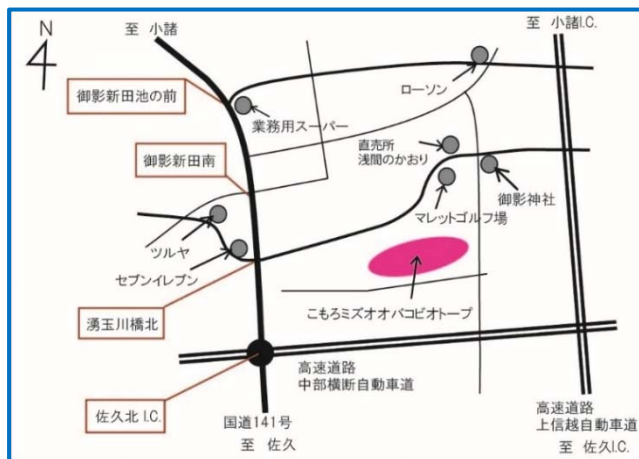 N
至 小諸
至 小諸I.C.
御影新田池の前
業務用スーパー
ローソン
直売所
浅間のかおり
御影新田南
御影神社
マレットゴルフ場
ツルヤ
セブンイレブン
こもろミズオオバコビオトープ
湧玉川橋北
高速道路
中部横断自動車道
佐久北 I.C.
国道141号
至 佐久
高速道路
上信越自動車道
至 佐久I.C.